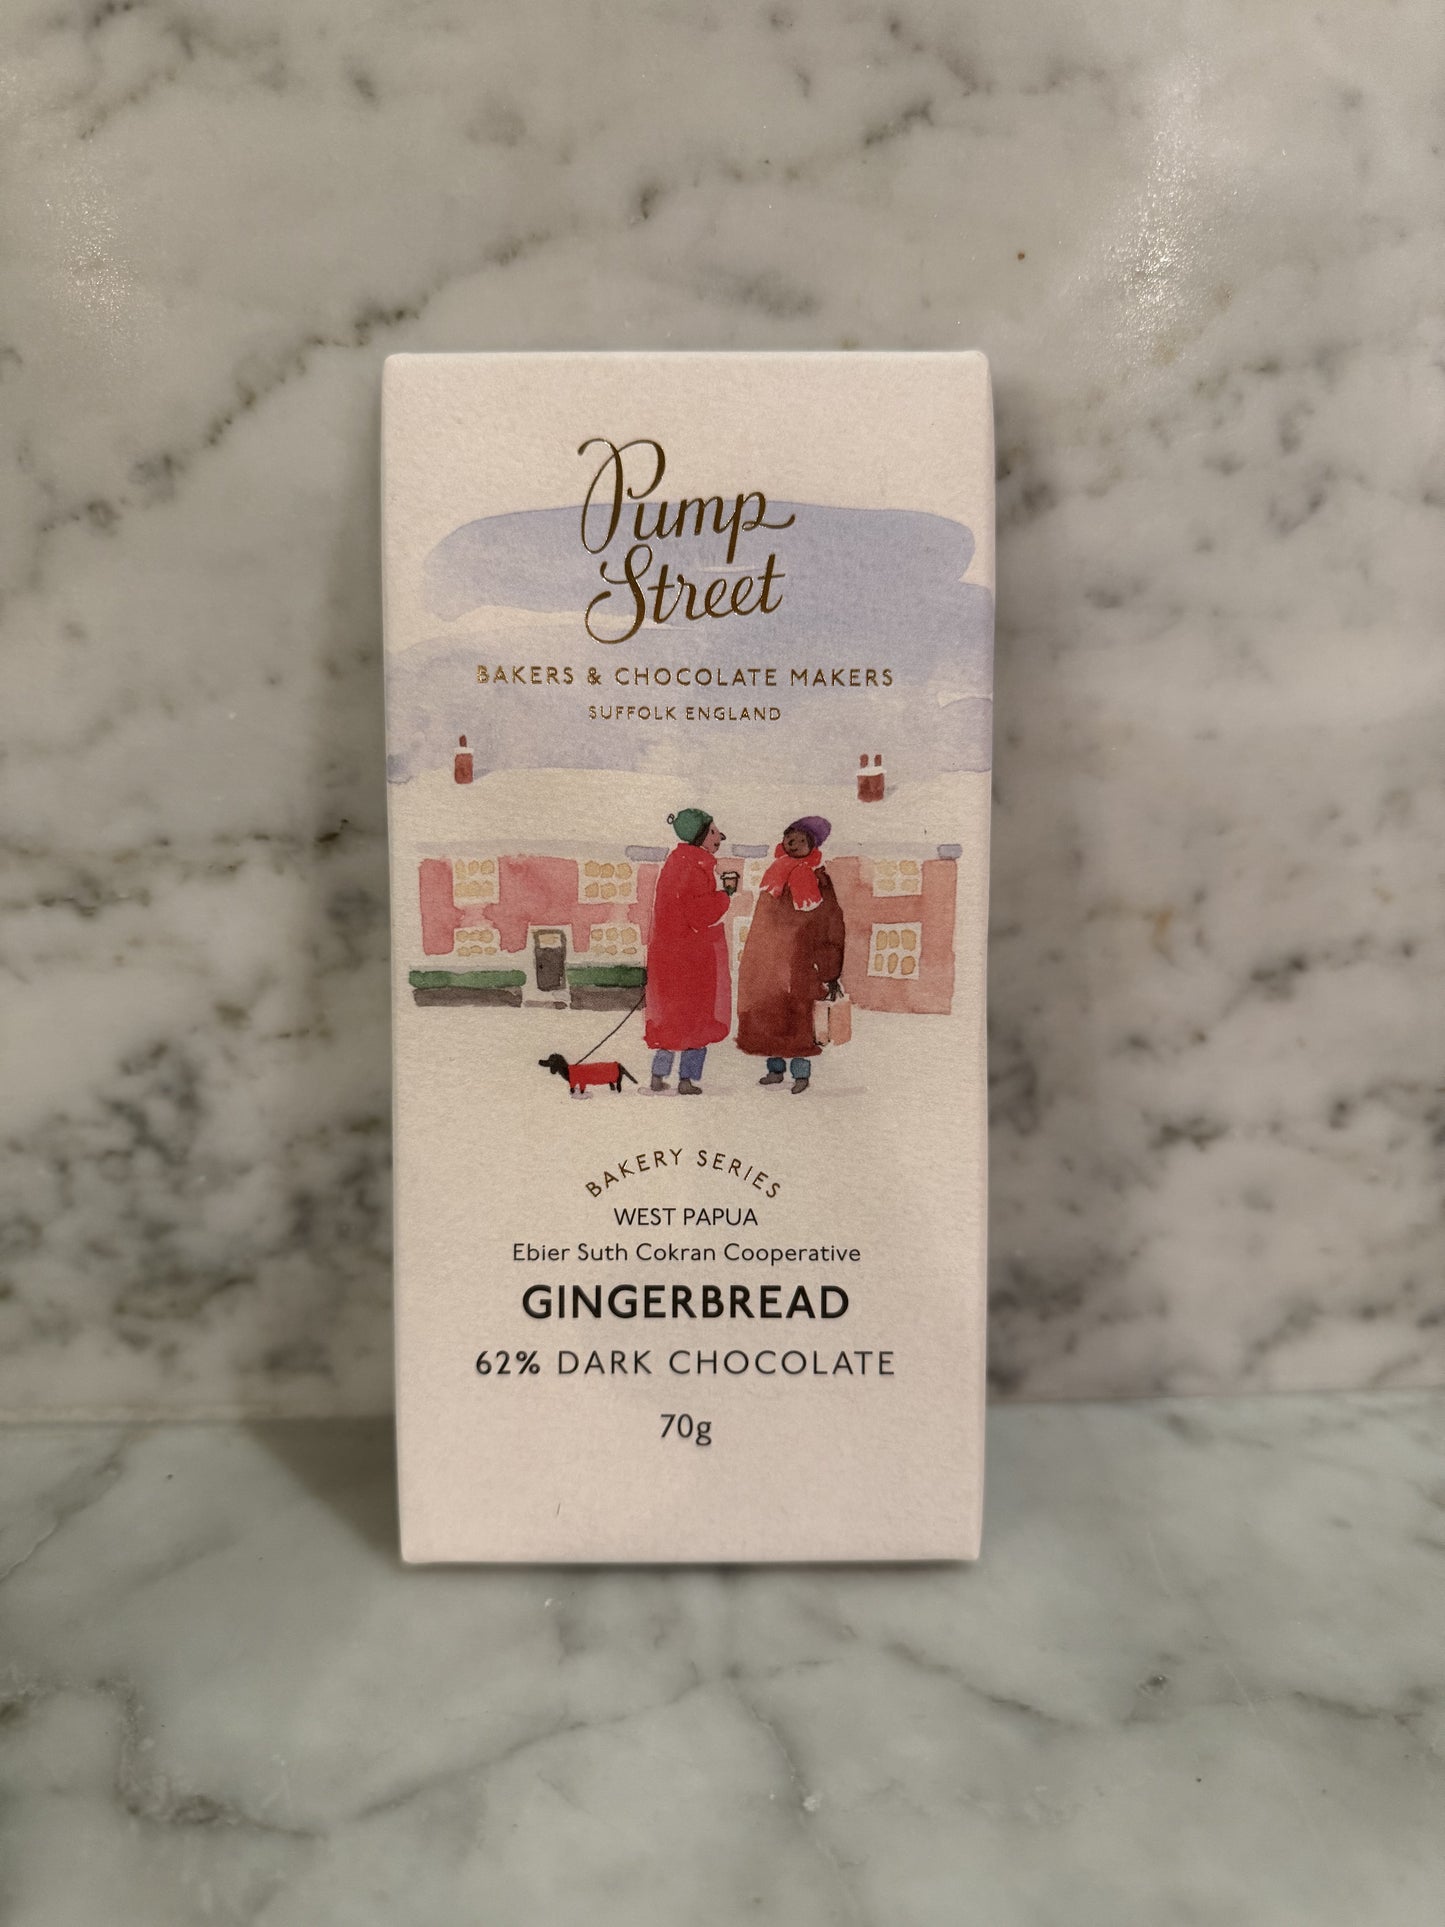 Pump
Street
BAKERS & CHOCOLATE MAKERS
SUFFOLK ENGLAND
BAKERY SERIES
WEST PAPUA
Ebier Suth Cokran Cooperative
GINGERBREAD
62% DARK CHOCOLATE
70g